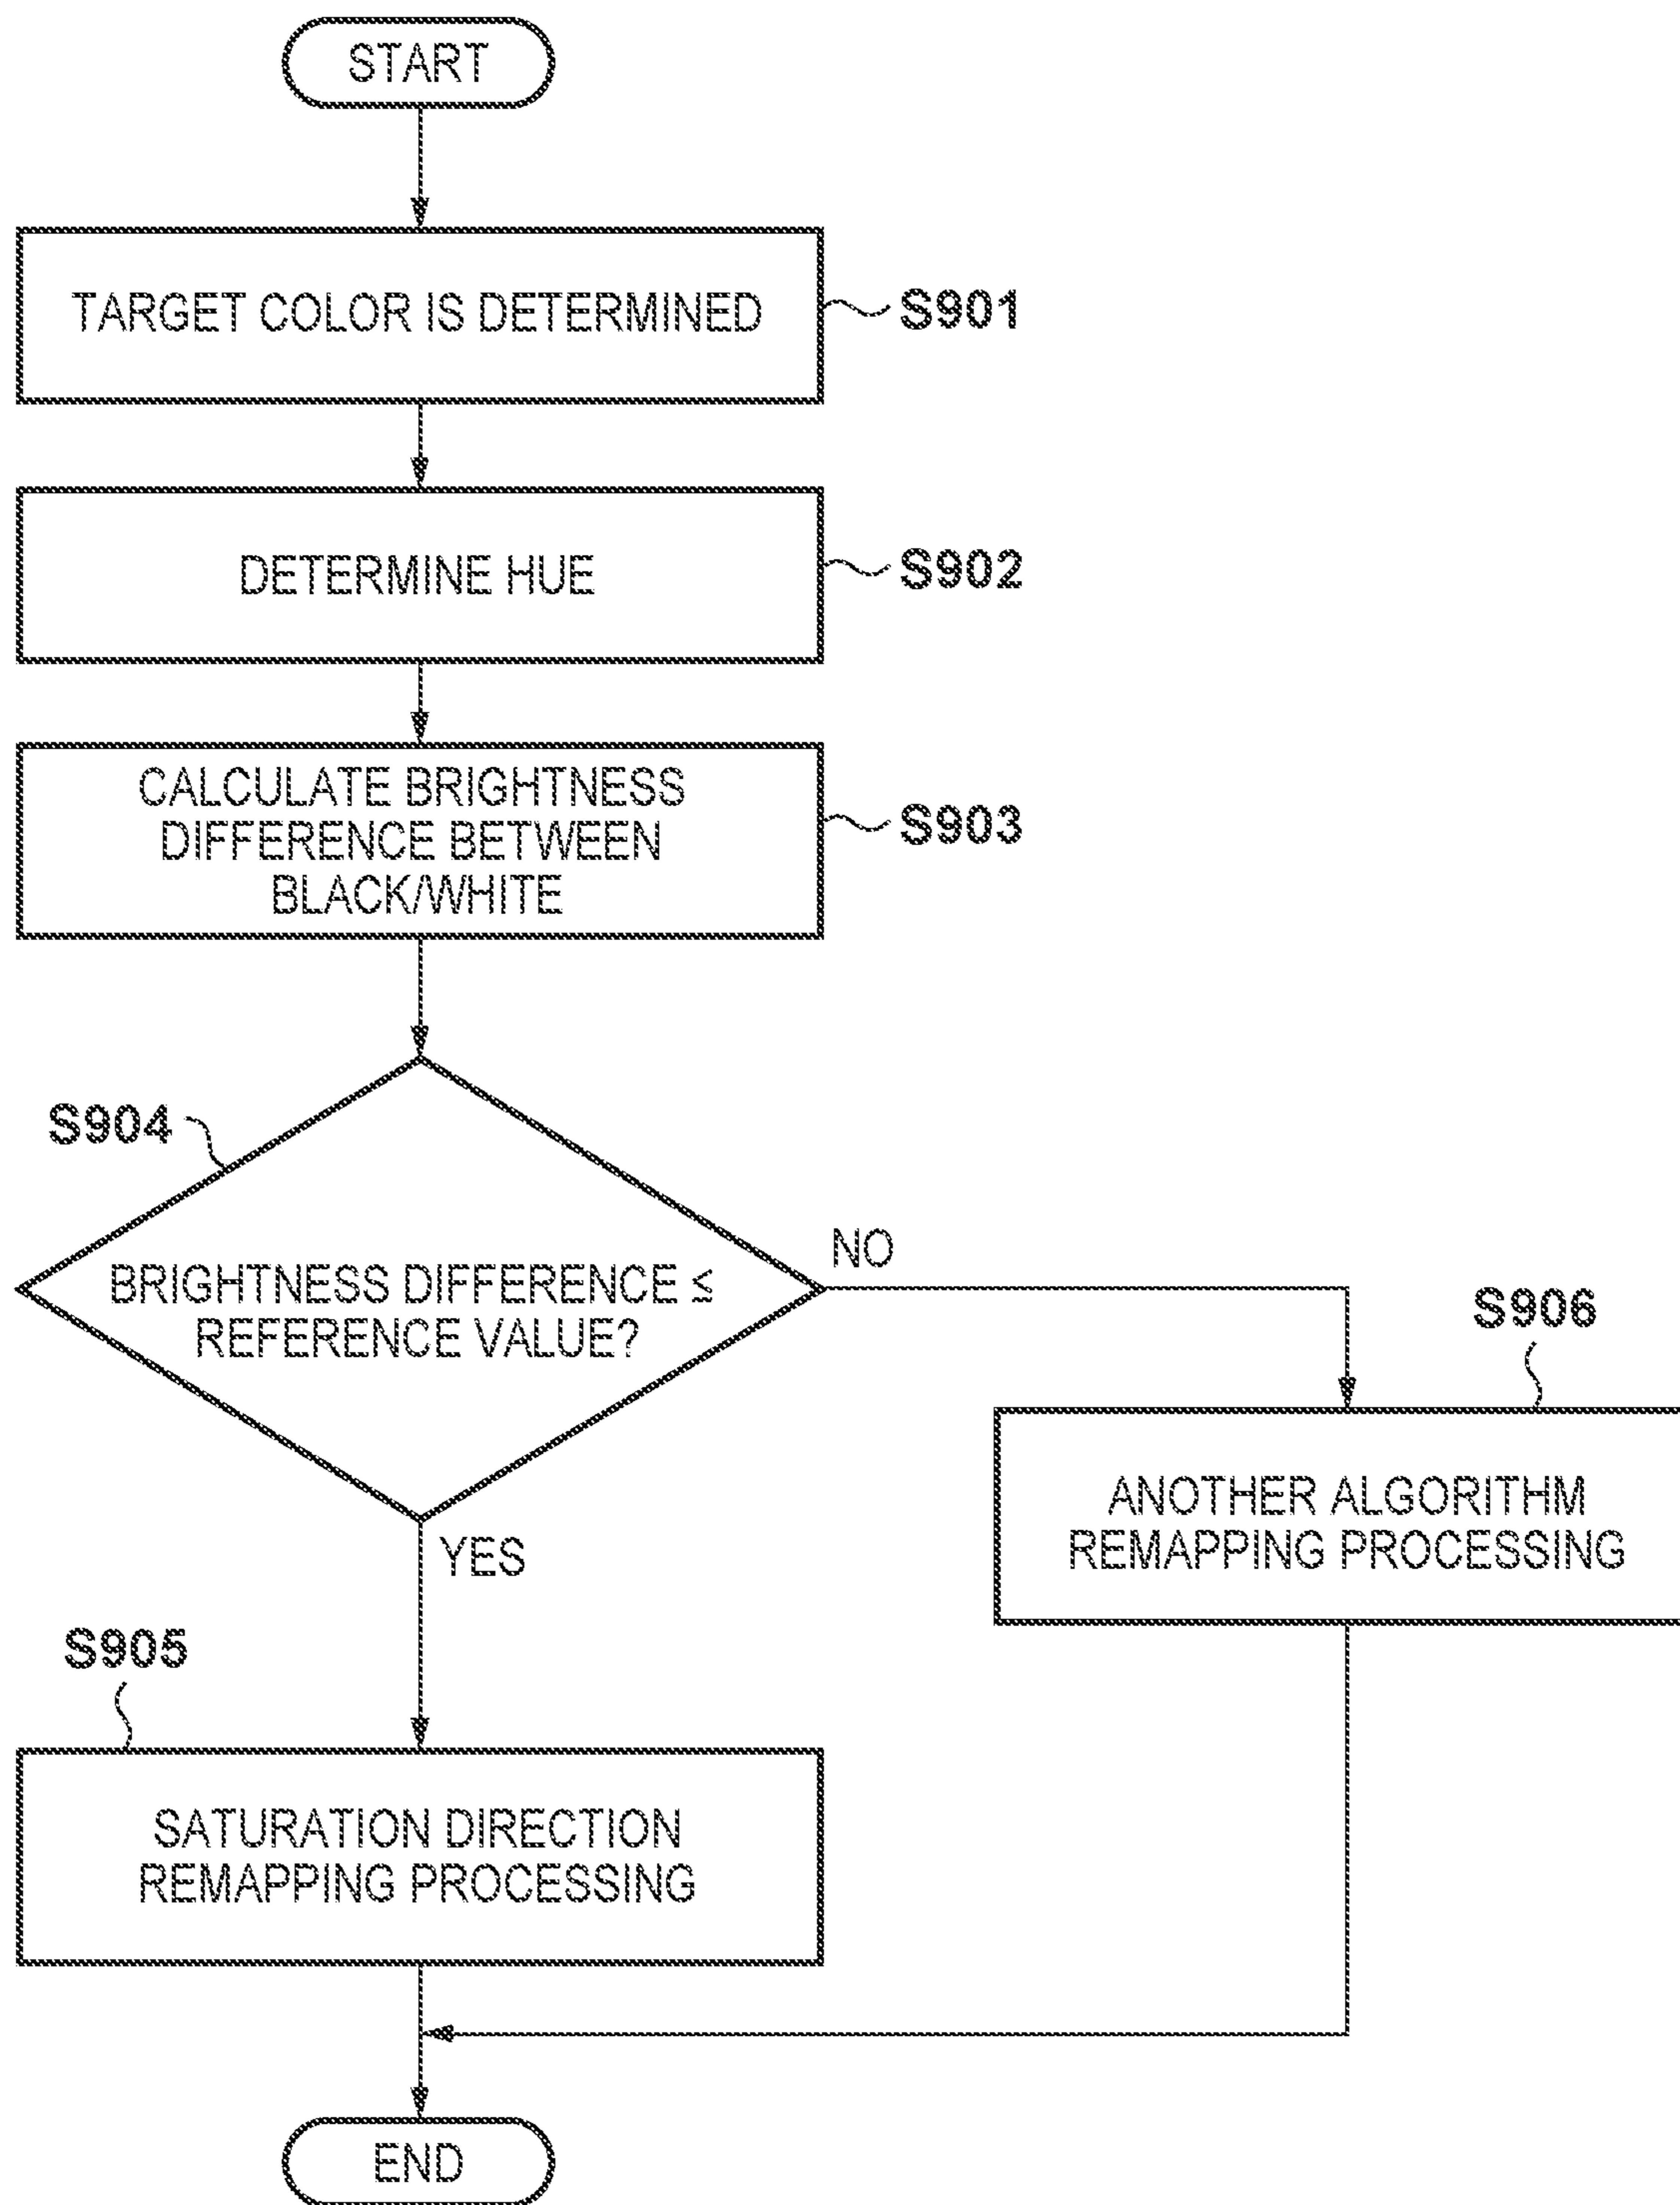 START
TARGET COLOR IS DETERMINED
S901
DETERMINE HUE
S902
CALCULATE BRIGHTNESS
DIFFERENCE BETWEEN
BLACK/WHITE
S903
S904
BRIGHTNESS DIFFERENCE ≤
REFERENCE VALUE?
NO
YES
S906
ANOTHER ALGORITHM
REMAPPING PROCESSING
S905
SATURATION DIRECTION
REMAPPING PROCESSING
END